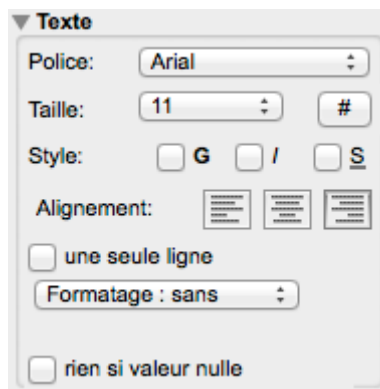 Texte
Police: Arial
Taille: 11 #
Style: G I S
Alignement:
une seule ligne
Formatage : sans
rien si valeur nulle